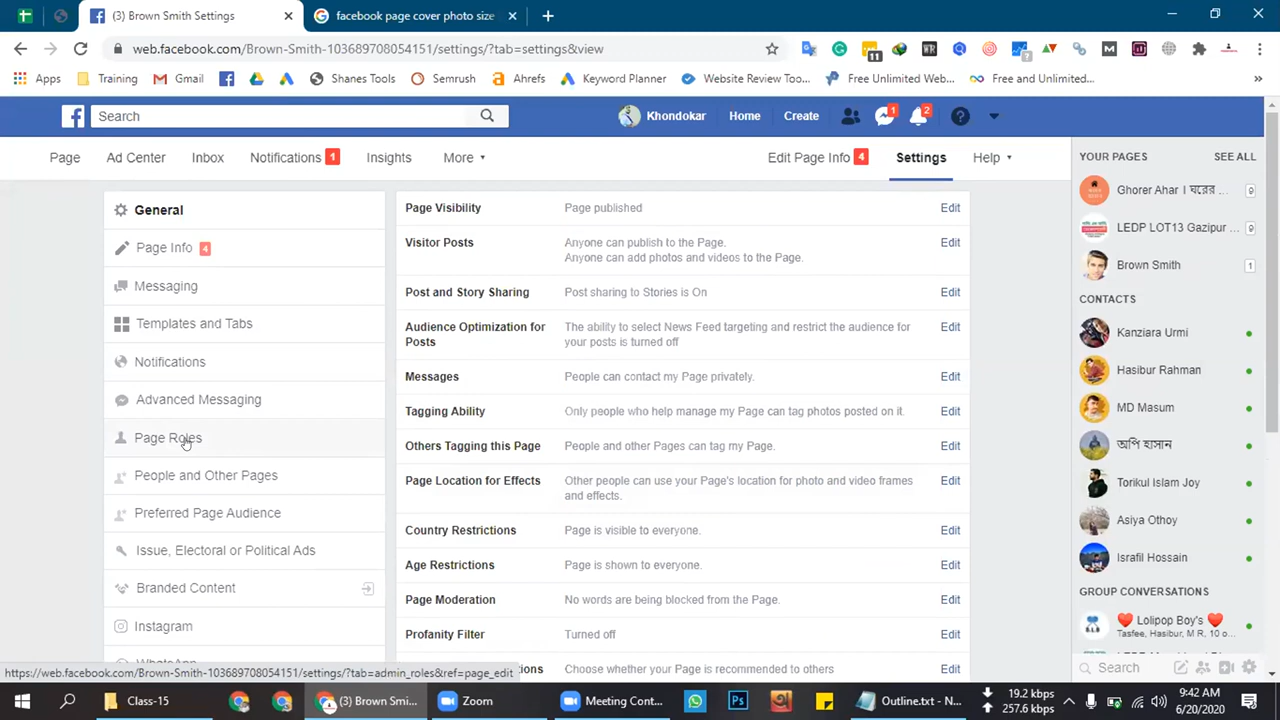 (3) Brown Smith Settings
facebook page cover photo size
web.facebook.com/Brown-Smith-103689708054151/settings/?tab=settings&view
11
?
Apps
Training
Gmail
Shanes Tools
Semrush
Ahrefs
Keyword Planner
Website Review Too...
Free Unlimited Web...
Free and Unlimited...
Search
Khondokar
Home
Create
1
2
Page
Ad Center
Inbox
Notifications 1
Insights
More
Edit Page Info 4
Settings
Help
YOUR PAGES
SEE ALL
Ghorer Ahar । ঘরের ... 9
LEDP LOT13 Gazipur ... 9
Brown Smith 1
CONTACTS
Kanziara Urmi
Hasibur Rahman
MD Masum
অপি হাসান
Torikul Islam Joy
Asiya Othoy
Israfil Hossain
GROUP CONVERSATIONS
❤️ Lolipop Boy's ❤️
Tasfee, Hasibur, M R, 10 o...
Search
General
Page Info 4
Messaging
Templates and Tabs
Notifications
Advanced Messaging
Page Roles
People and Other Pages
Preferred Page Audience
Issue, Electoral or Political Ads
Branded Content
Instagram
WhatsApp
Page Visibility Page published Edit
Visitor Posts Anyone can publish to the Page. Edit
Anyone can add photos and videos to the Page.
Post and Story Sharing Post sharing to Stories is On Edit
Audience Optimization for The ability to select News Feed targeting and restrict the audience for Edit
Posts your posts is turned off
Messages People can contact my Page privately. Edit
Tagging Ability Only people who help manage my Page can tag photos posted on it. Edit
Others Tagging this Page People and other Pages can tag my Page. Edit
Page Location for Effects Other people can use your Page's location for photo and video frames Edit
and effects.
Country Restrictions Page is visible to everyone. Edit
Age Restrictions Page is shown to everyone. Edit
Page Moderation No words are being blocked from the Page. Edit
Profanity Filter Turned off Edit
Choose whether your Page is recommended to others Edit
https://web.facebook.com/Brown-Smith-103689708054151/settings/?tab=admin_roles&ref=page_edit
Class-15
(3) Brown Smi...
Zoom
Meeting Cont...
Outline.txt - N...
19.2 kbps
257.6 kbps
9:42 AM
6/20/2020